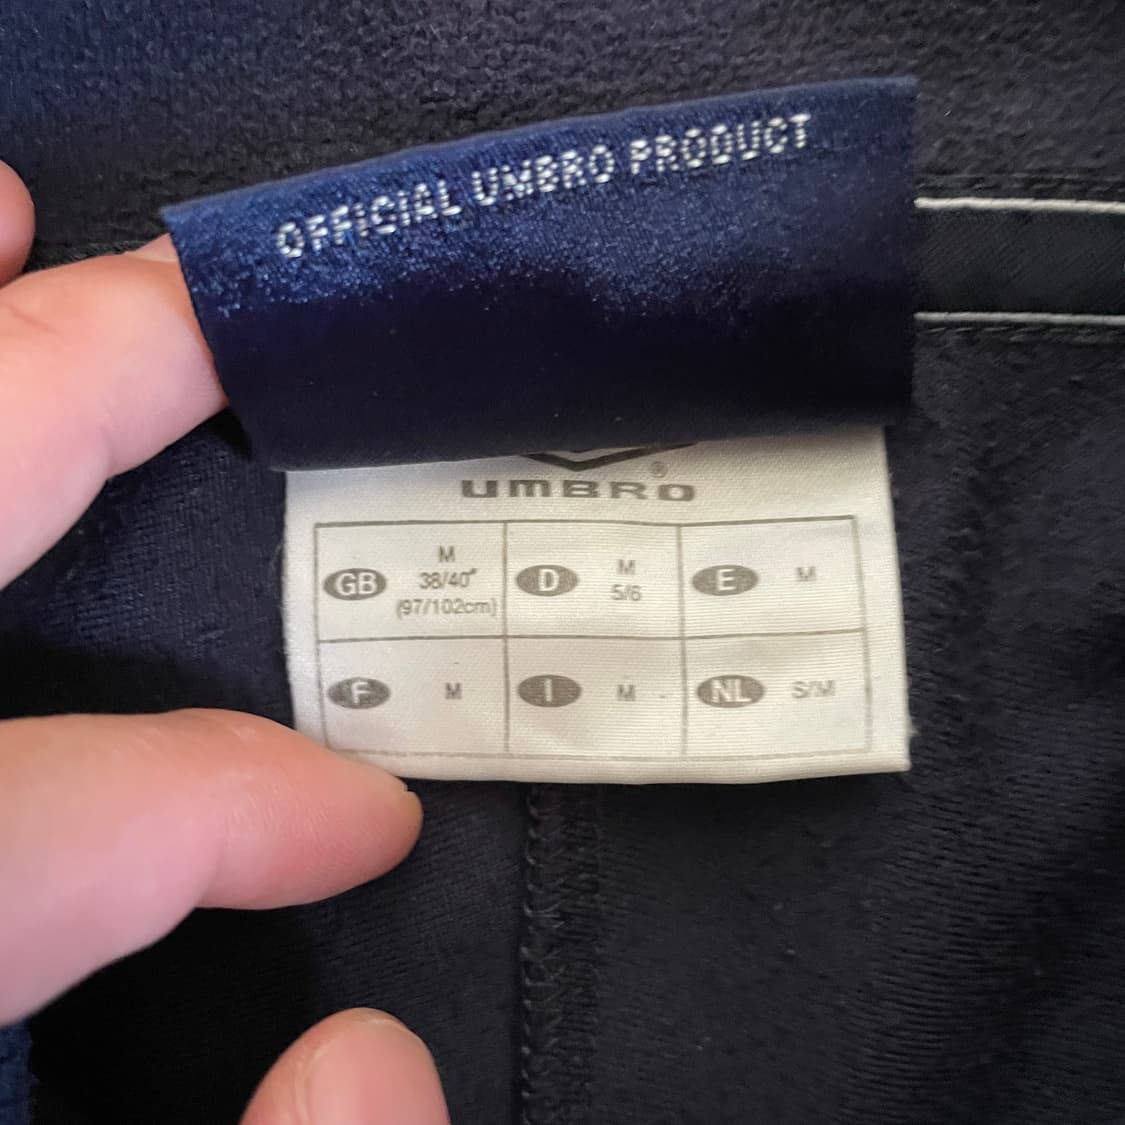 OFFICIAL UMBRO PRODUCT
®
UMBRO
GB M 38/40" (97/102cm)
D M 5/6
E M
F M
I M
NL S/M